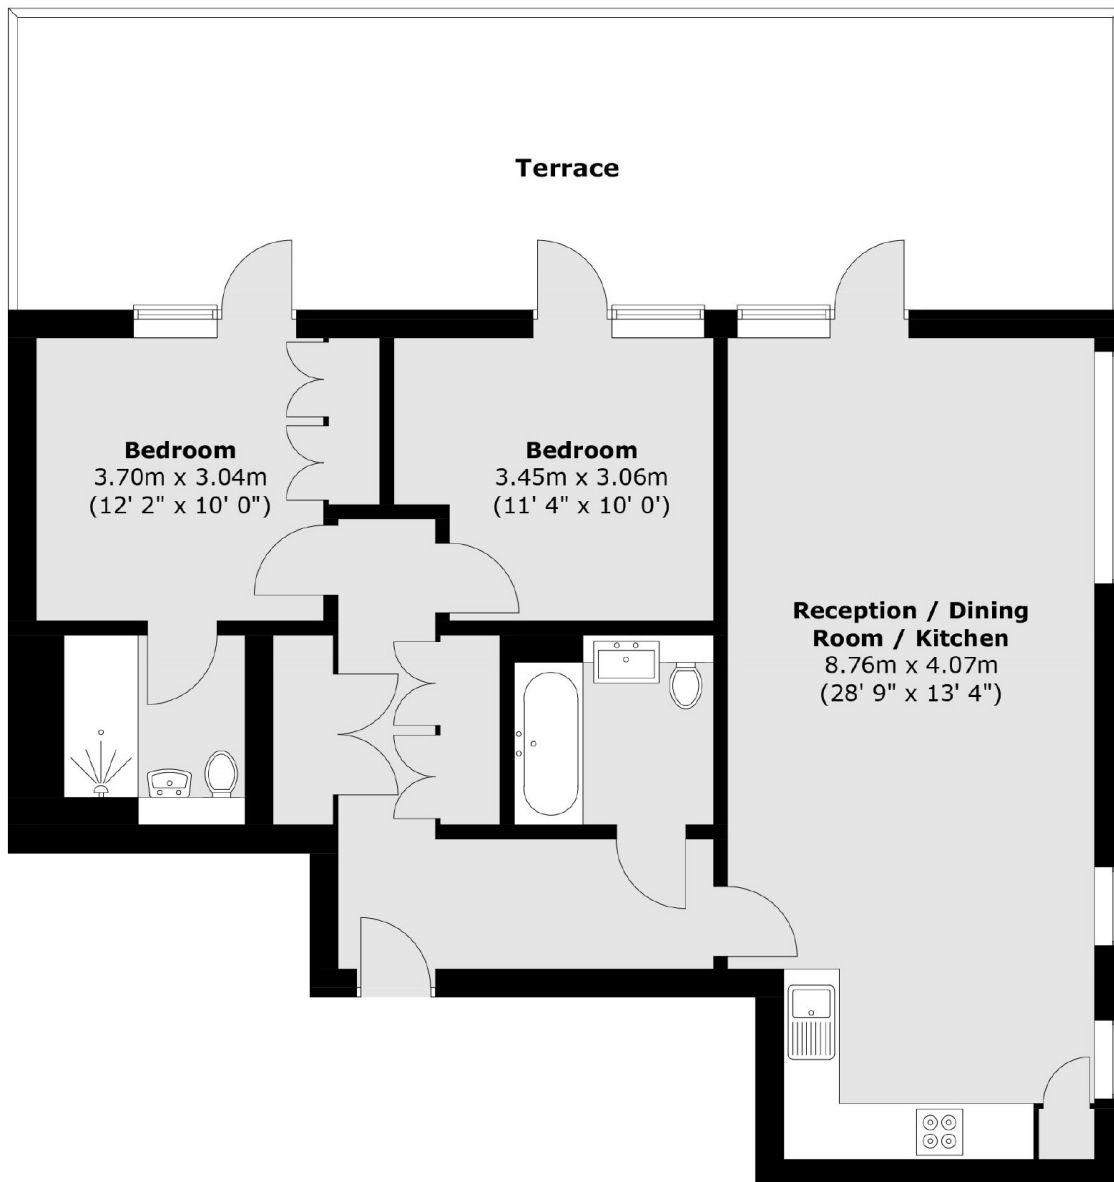 Terrace
Bedroom
3.70m x 3.04m
(12' 2" x 10' 0")
Bedroom
3.45m x 3.06m
(11' 4" x 10' 0')
Reception / Dining
Room / Kitchen
8.76m x 4.07m
(28' 9" x 13' 4")